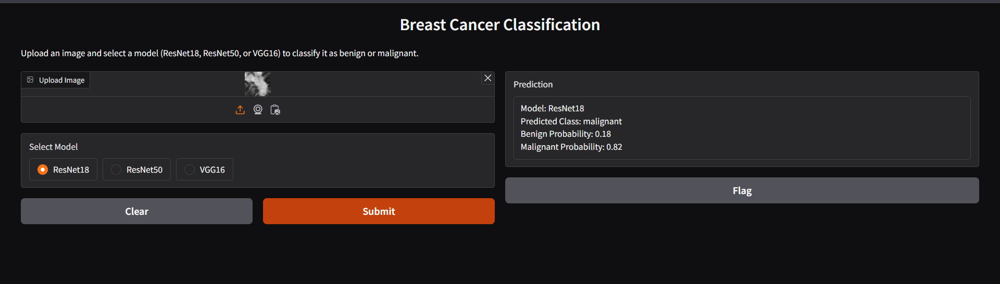 Breast Cancer Classification
Upload an image and select a model (ResNet18, ResNet50, or VGG16) to classify it as benign or malignant.
Upload Image
Select Model
ResNet18
ResNet50
VGG16
Clear
Submit
Prediction
Model: ResNet18
Predicted Class: malignant
Benign Probability: 0.18
Malignant Probability: 0.82
Flag